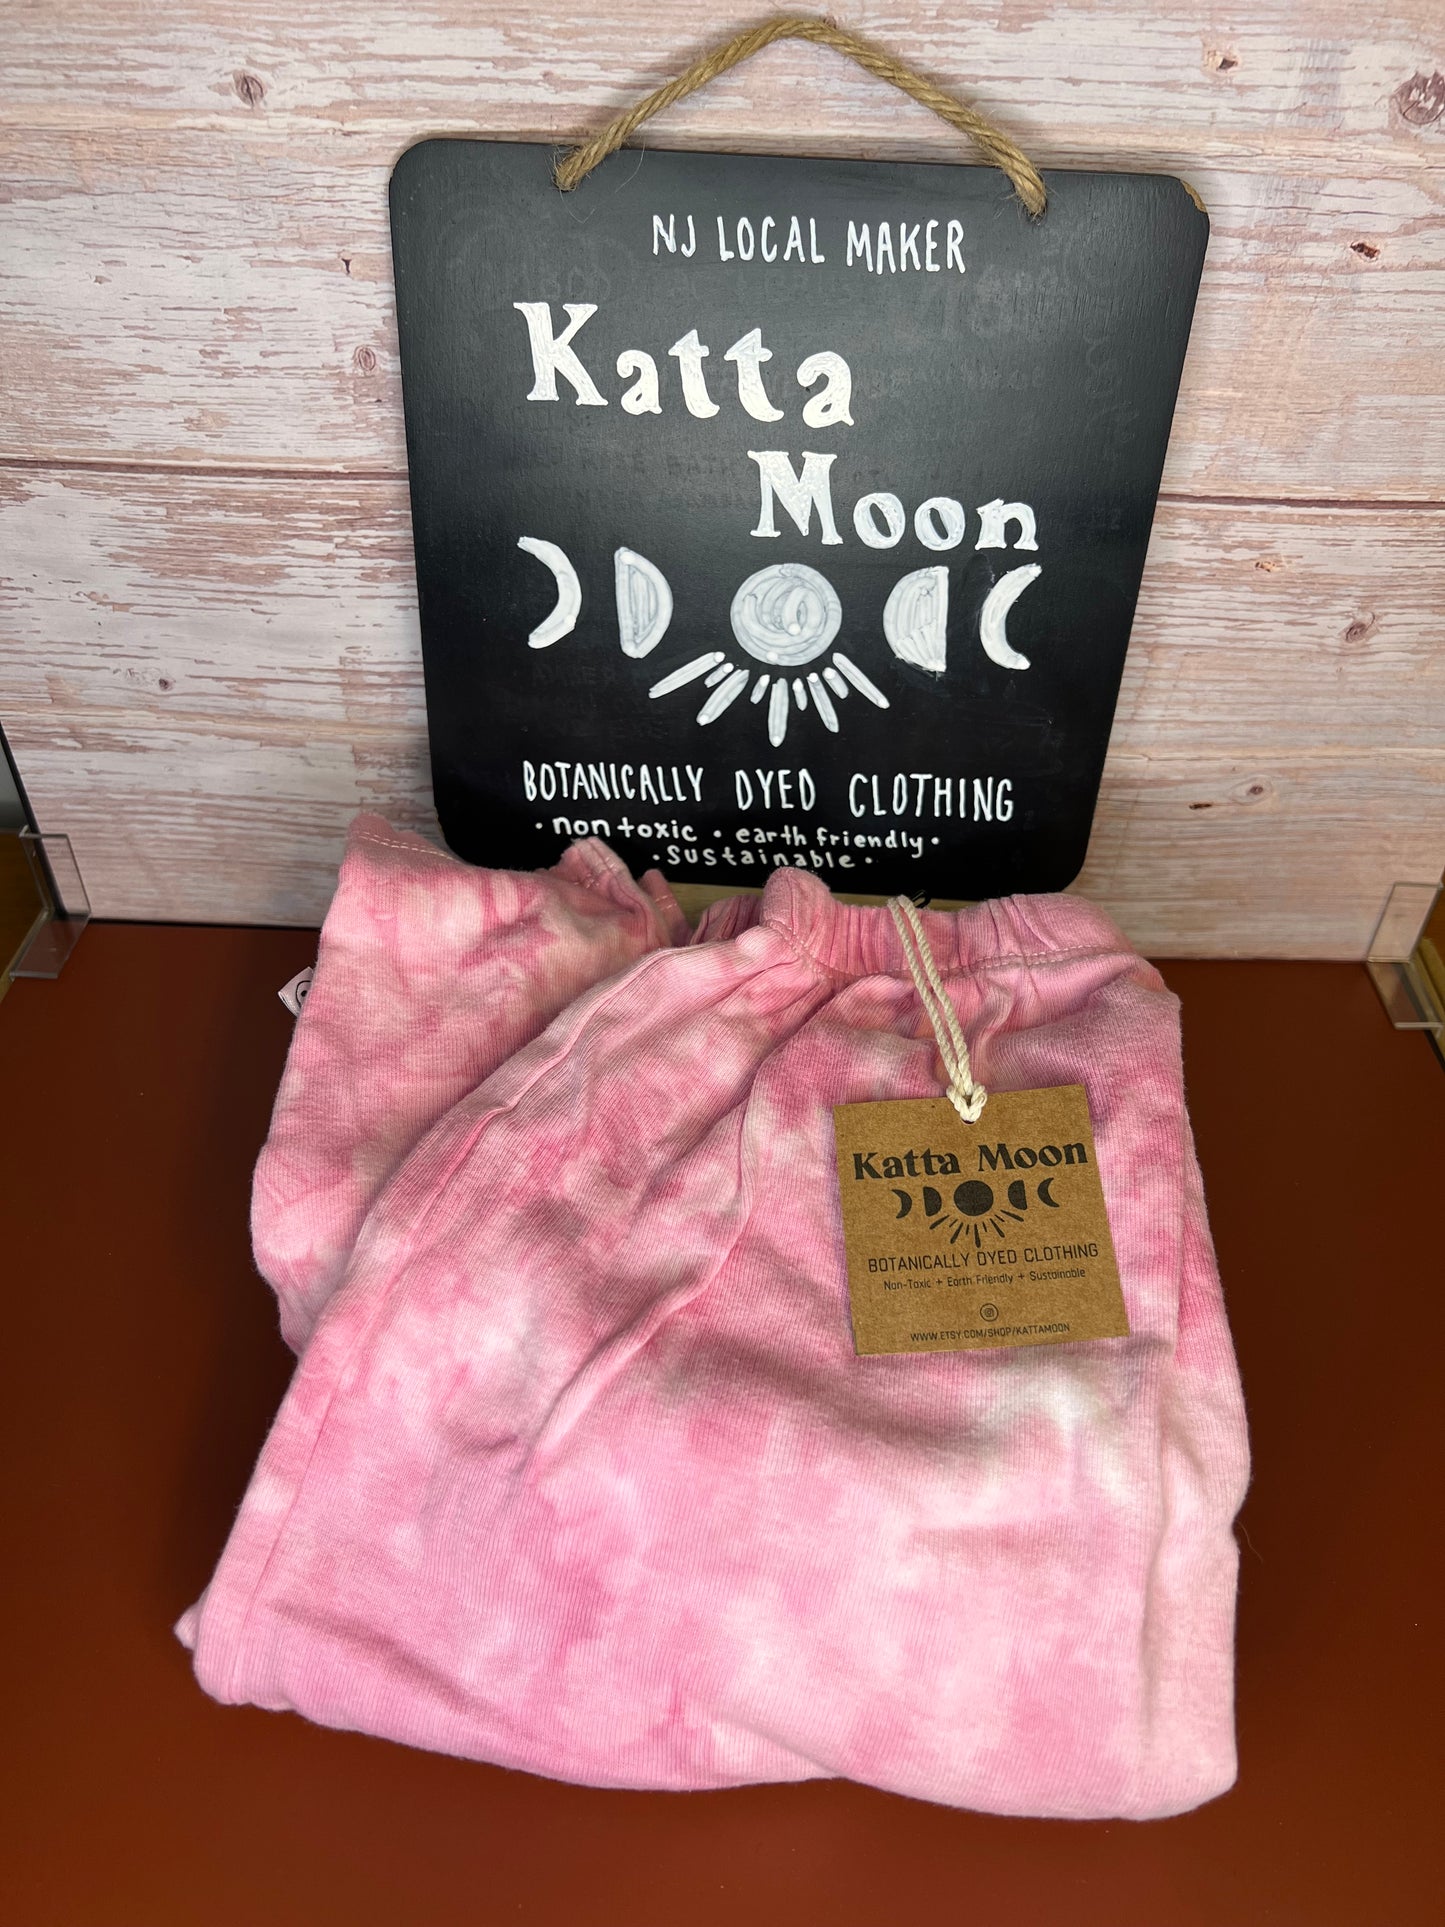 NJ LOCAL MAKER
Katta
Moon
BOTANICALLY DYED CLOTHING
• non toxic • earth friendly •
• sustainable •
Katta Moon
BOTANICALLY DYED CLOTHING
Non-Toxic + Earth Friendly + Sustainable
WWW.ETSY.COM/SHOP/KATTAMOON